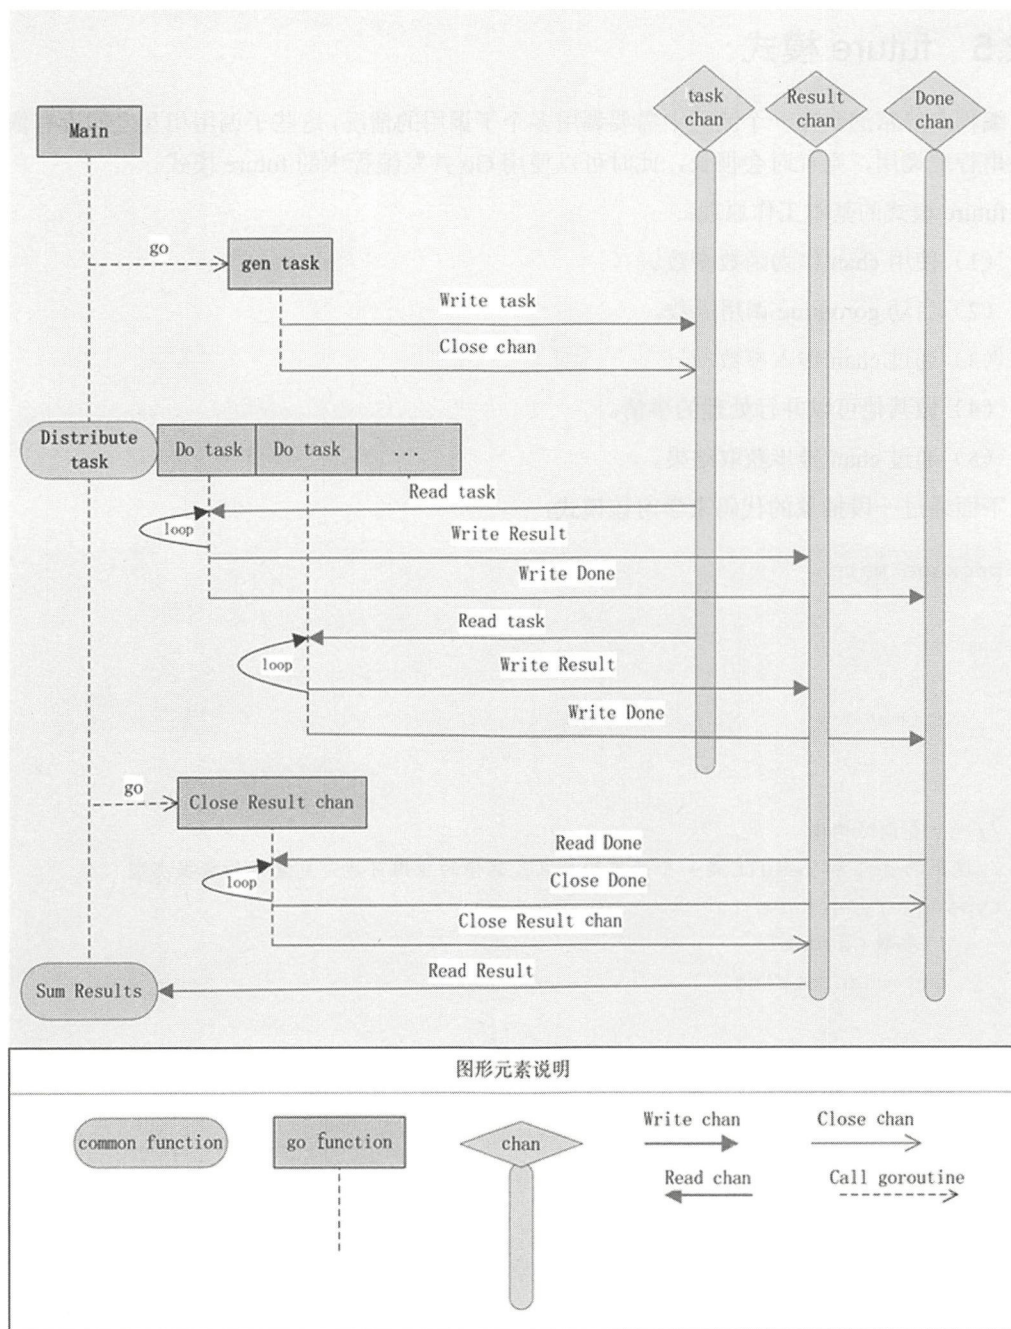 task
chan
Result
chan
Done
chan
Main
go
gen task
Write task
Close chan
Distribute
task
Do task
Do task
...
Read task
loop
Write Result
Write Done
Read task
loop
Write Result
Write Done
go
Close Result chan
Read Done
loop
Close Done
Close Result chan
Read Result
Sum Results
图形元素说明
common function
go function
chan
Write chan
Close chan
Read chan
Call goroutine